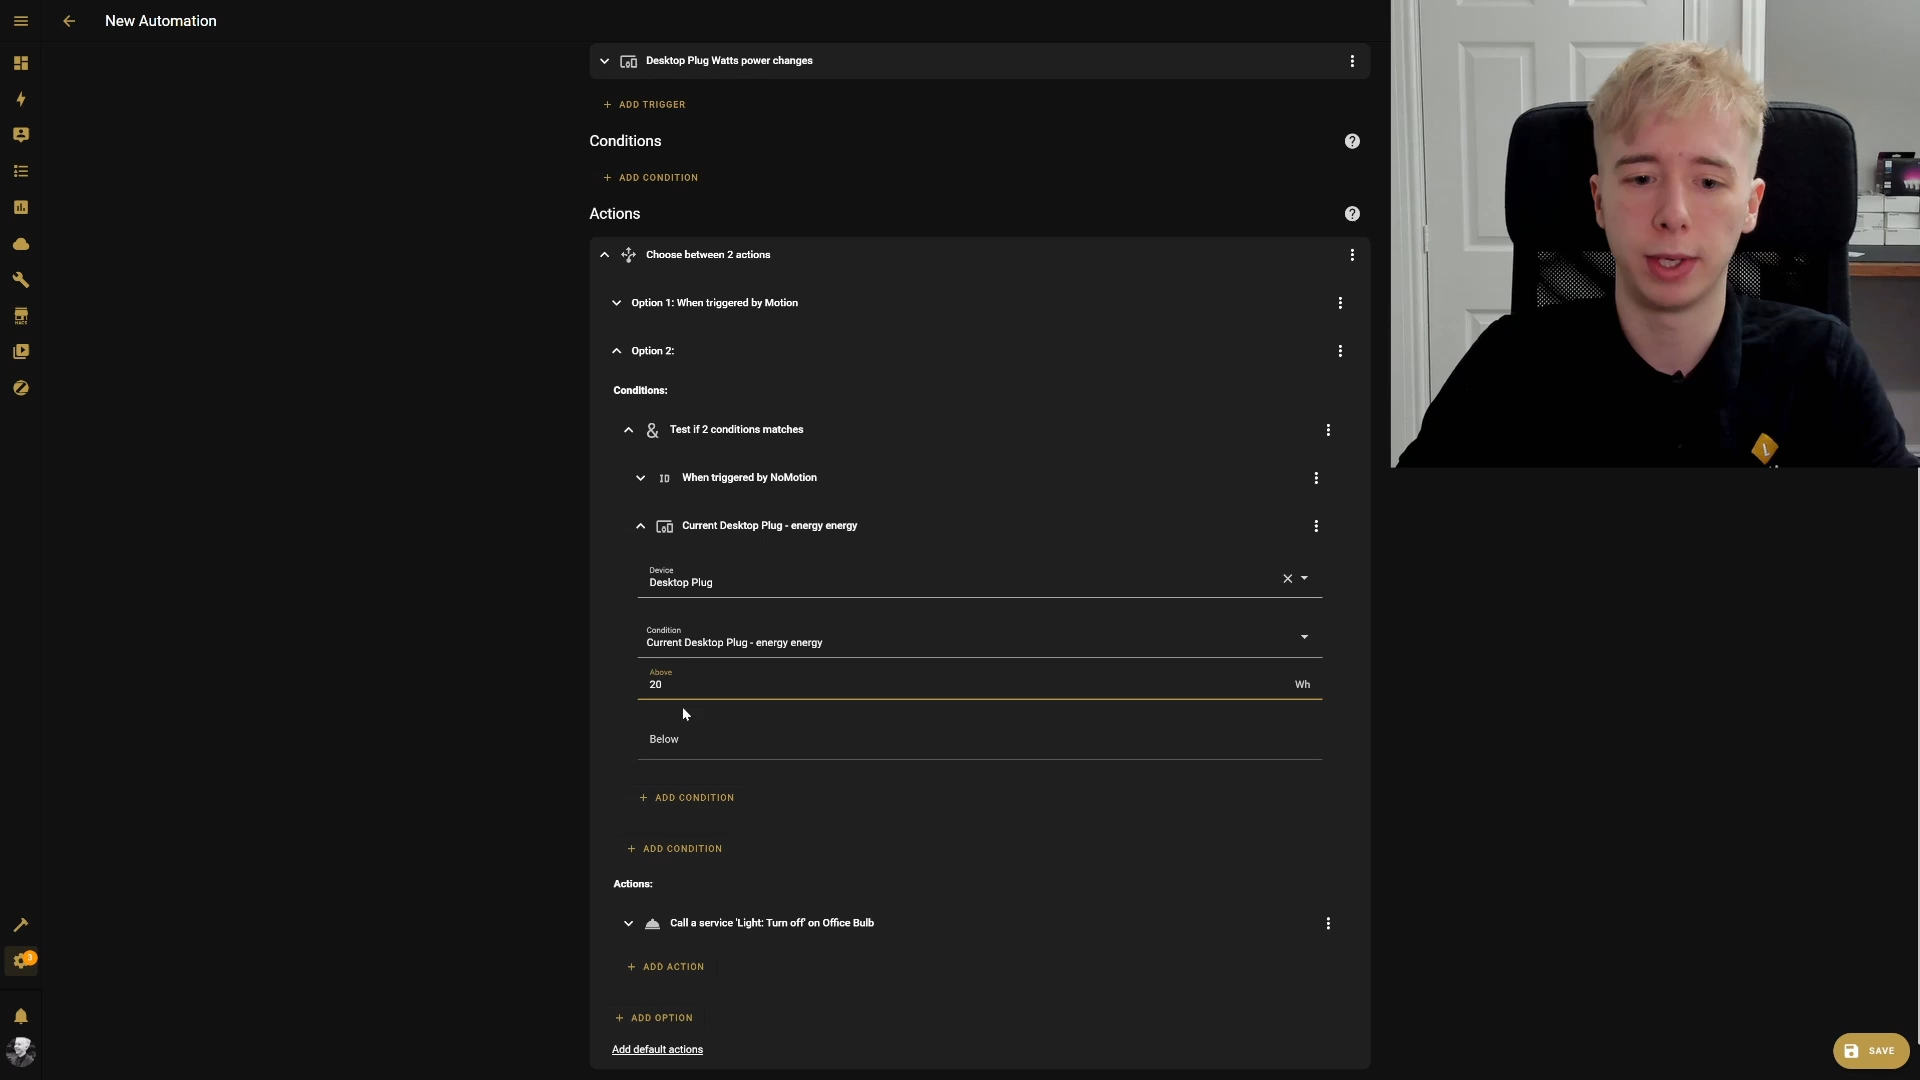 New Automation
Desktop Plug Watts power changes
+ ADD TRIGGER
Conditions
+ ADD CONDITION
Actions
Choose between 2 actions
Option 1: When triggered by Motion
Option 2:
Conditions:
& Test if 2 conditions matches
ID When triggered by NoMotion
Current Desktop Plug - energy energy
Device
Desktop Plug
Condition
Current Desktop Plug - energy energy
Above
20 Wh
Below
+ ADD CONDITION
+ ADD CONDITION
Actions:
Call a service 'Light: Turn off' on Office Bulb
+ ADD ACTION
3
+ ADD OPTION
Add default actions
SAVE
HACS